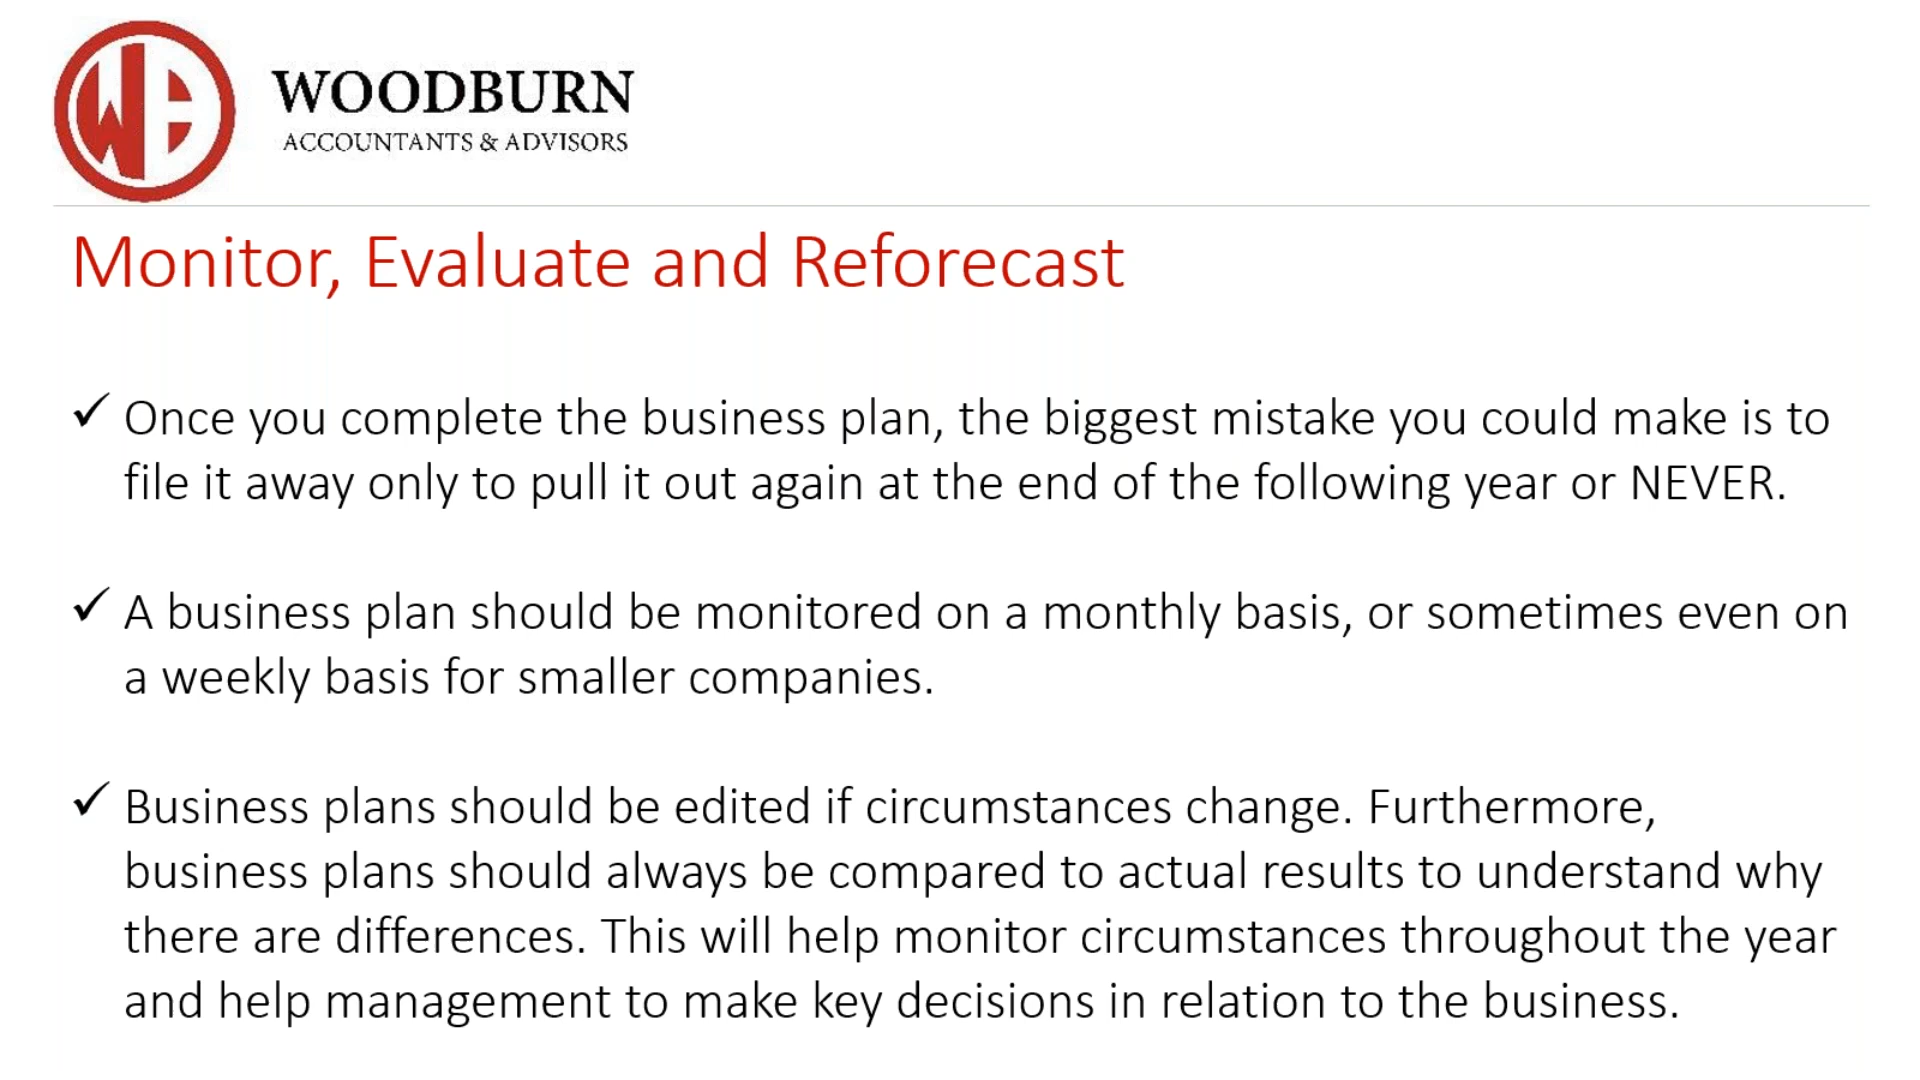 WOODBURN
ACCOUNTANTS & ADVISORS
Monitor, Evaluate and Reforecast
✓ Once you complete the business plan, the biggest mistake you could make is to
file it away only to pull it out again at the end of the following year or NEVER.
✓ A business plan should be monitored on a monthly basis, or sometimes even on
a weekly basis for smaller companies.
✓ Business plans should be edited if circumstances change. Furthermore,
business plans should always be compared to actual results to understand why
there are differences. This will help monitor circumstances throughout the year
and help management to make key decisions in relation to the business.